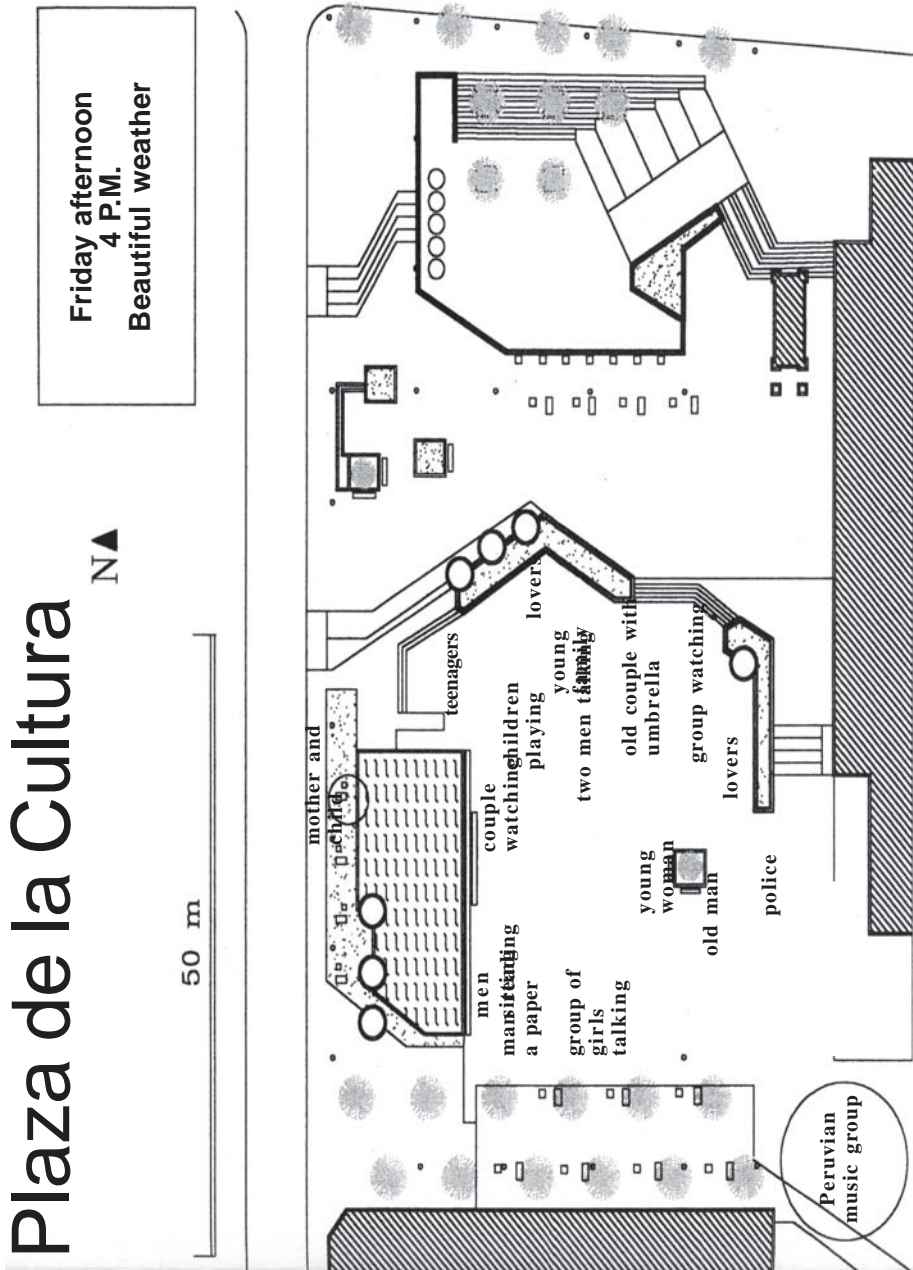 Plaza de la Cultura
N
50 m
Friday afternoon
4 P.M.
Beautiful weather
mother and
child
teenagers
lovers
young
family
two men talking
children
playing
couple
watching
old couple with
umbrella
group watching
lovers
young
woman
old man
police
men
sitting
man reading
a paper
group of
girls
talking
Peruvian
music group